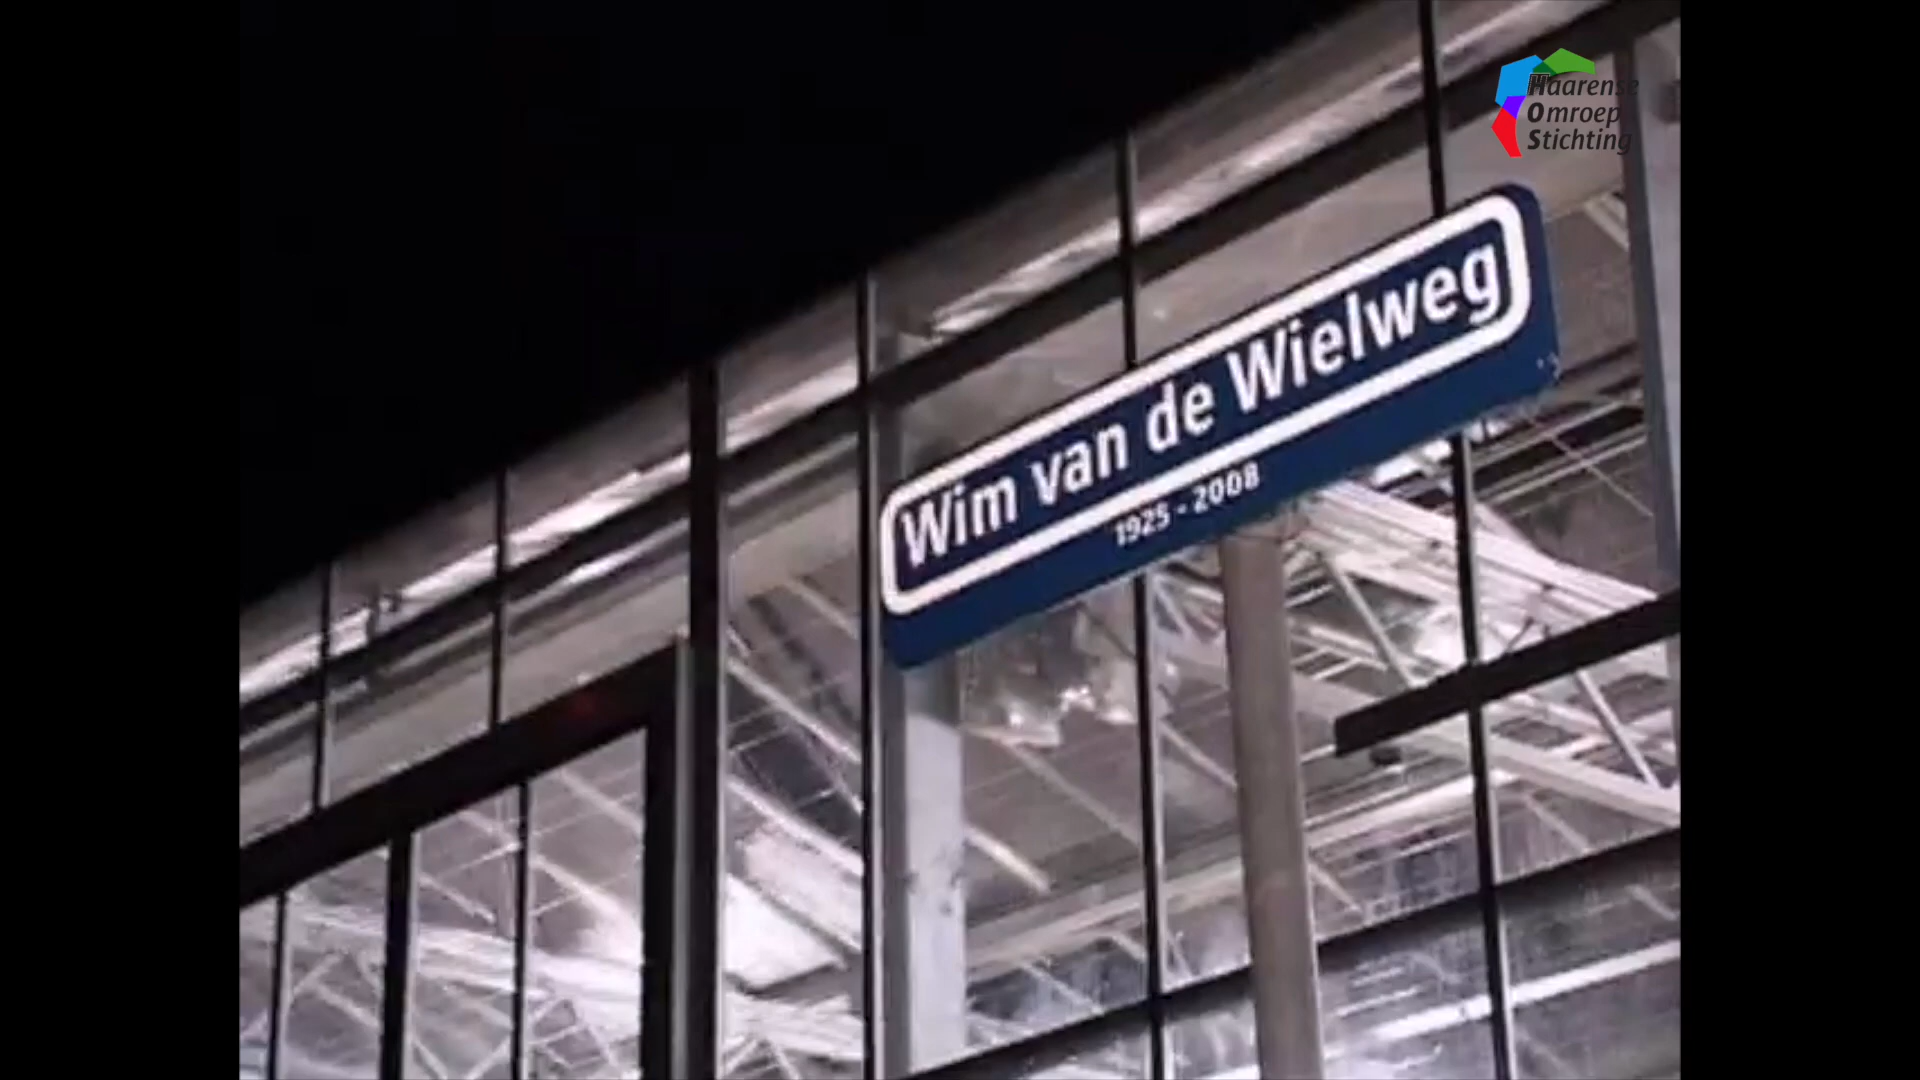 Haarense
Omroep
Stichting
Wim van de Wielweg
1925 - 2008